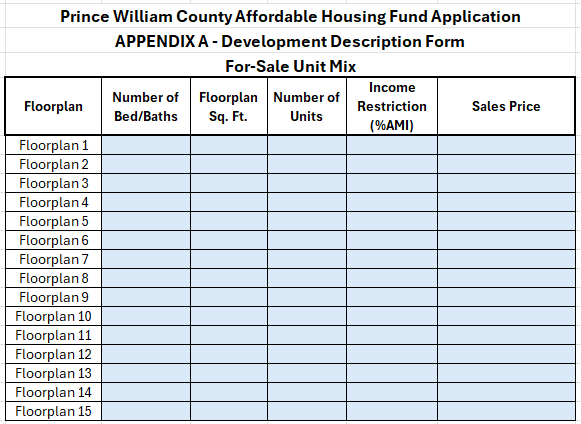 Prince William County Affordable Housing Fund Application
APPENDIX A - Development Description Form
For-Sale Unit Mix
Floorplan
Number of
Bed/Baths
Floorplan
Sq. Ft.
Number of
Units
Income
Restriction
(%AMI)
Sales Price
Floorplan 1
Floorplan 2
Floorplan 3
Floorplan 4
Floorplan 5
Floorplan 6
Floorplan 7
Floorplan 8
Floorplan 9
Floorplan 10
Floorplan 11
Floorplan 12
Floorplan 13
Floorplan 14
Floorplan 15